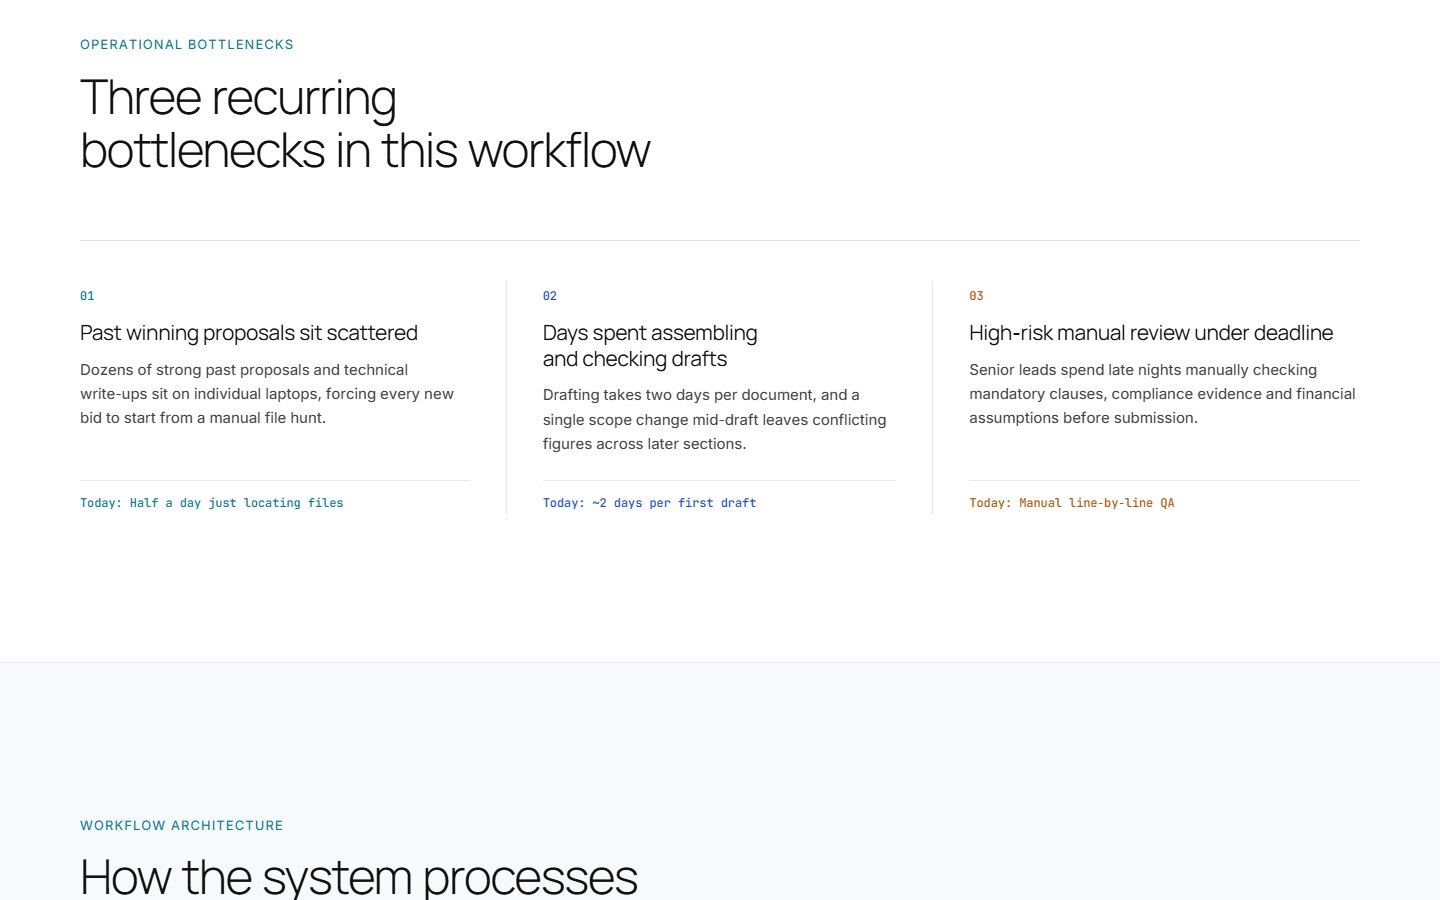 OPERATIONAL BOTTLENECKS
Three recurring
bottlenecks in this workflow
01
Past winning proposals sit scattered
Dozens of strong past proposals and technical
write-ups sit on individual laptops, forcing every new
bid to start from a manual file hunt.
Today: Half a day just locating files
02
Days spent assembling
and checking drafts
Drafting takes two days per document, and a
single scope change mid-draft leaves conflicting
figures across later sections.
Today: ~2 days per first draft
03
High-risk manual review under deadline
Senior leads spend late nights manually checking
mandatory clauses, compliance evidence and financial
assumptions before submission.
Today: Manual line-by-line QA
WORKFLOW ARCHITECTURE
How the system processes